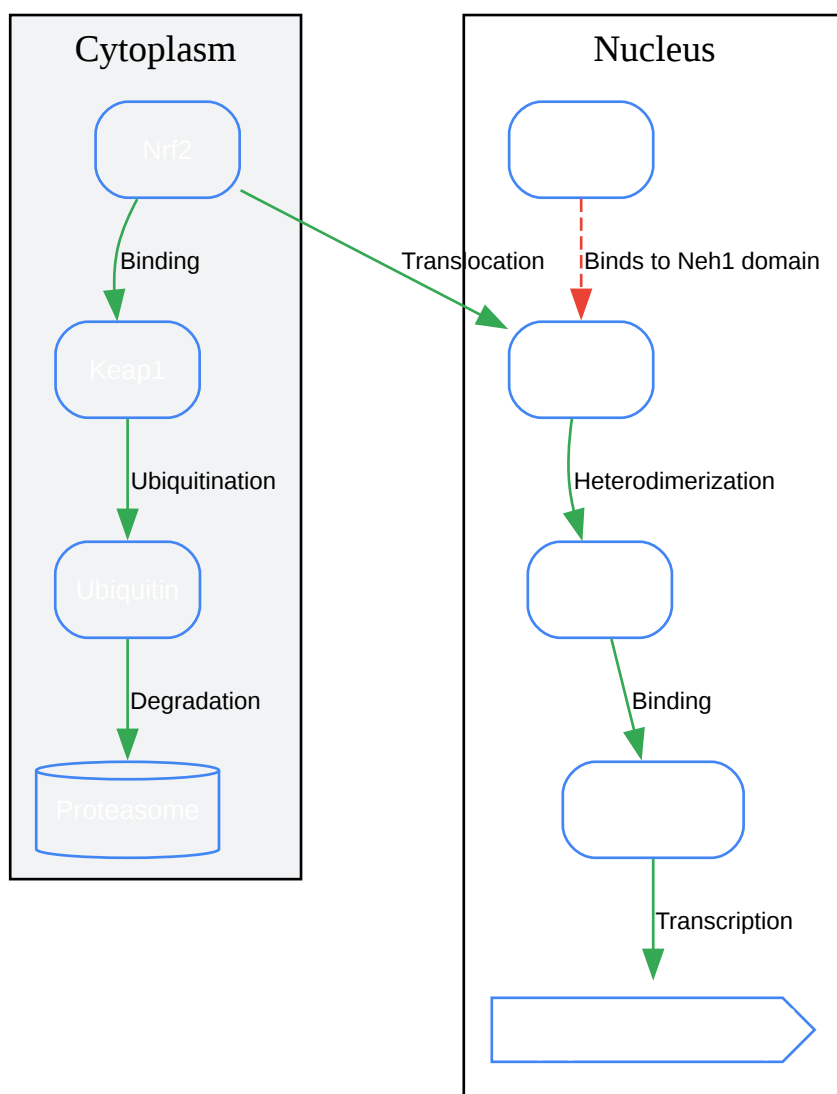 Cytoplasm
Nrf2
Binding
Keap1
Ubiquitination
Ubiquitin
Degradation
Proteasome
Translocation
Nucleus
Binds to Neh1 domain
Heterodimerization
Binding
Transcription